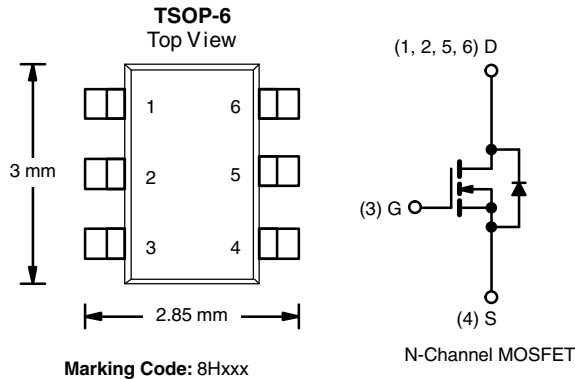 TSOP-6
Top View
1
6
2
5
3
4
3 mm
2.85 mm
Marking Code: 8Hxxx
(1, 2, 5, 6) D
(3) G
(4) S
N-Channel MOSFET